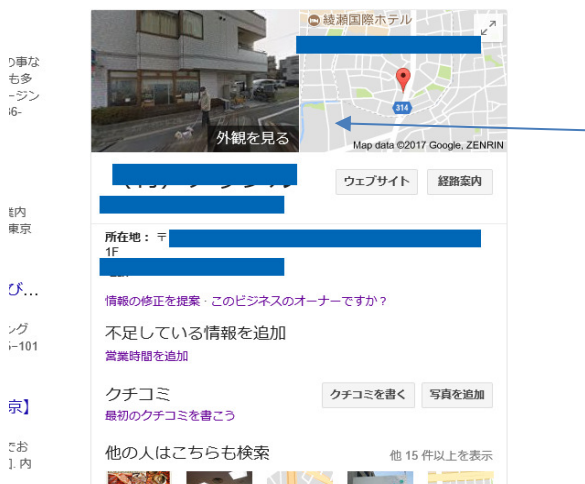 綾瀬国際ホテル
314
外観を見る
Map data ©2017 Google, ZENRIN
ウェブサイト
経路案内
所在地： 〒
1F
情報の修正を提案 · このビジネスのオーナーですか？
不足している情報を追加
営業時間を追加
クチコミ
クチコミを書く
写真を追加
最初のクチコミを書こう
他の人はこちらも検索
他 15 件以上を表示
の事な
も多
ージン
東京
び...
ング
5-101
京】
でお
内